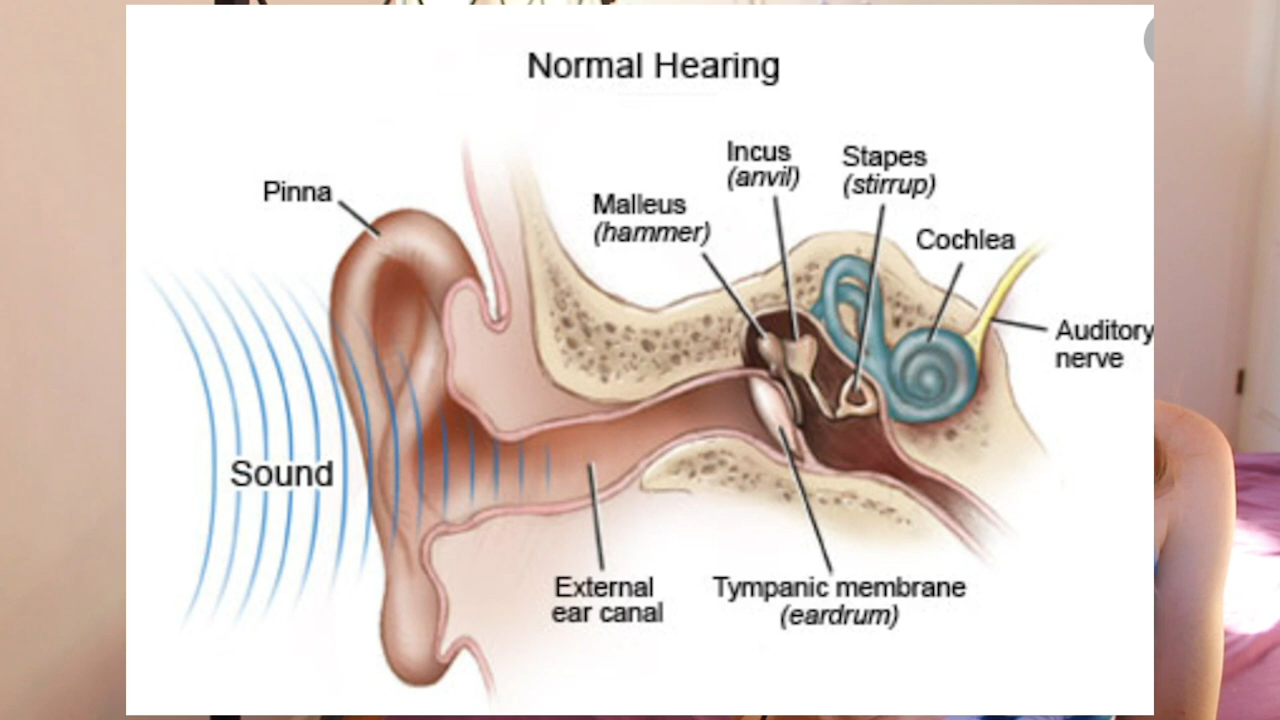 Normal Hearing
Pinna
Malleus
(hammer)
Incus
(anvil)
Stapes
(stirrup)
Cochlea
Auditory
nerve
Sound
External
ear canal
Tympanic membrane
(eardrum)